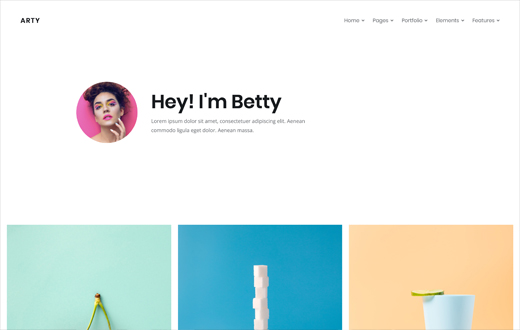 ARTY
Home Pages Portfolio Elements Features
Hey! I'm Betty
Lorem ipsum dolor sit amet, consectetuer adipiscing elit. Aenean
commodo ligula eget dolor. Aenean massa.